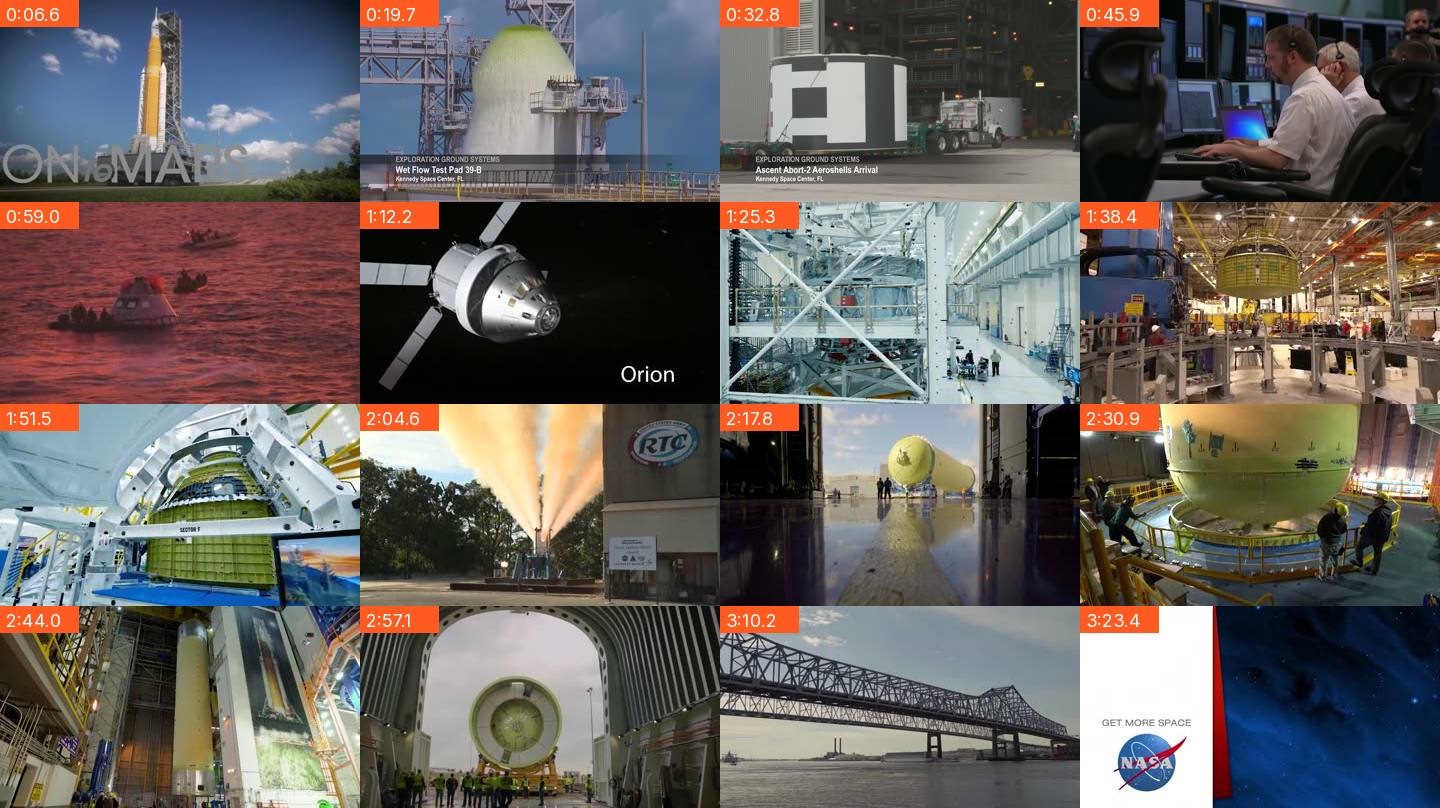 0:06.6
ON to MARS
0:19.7
EXPLORATION GROUND SYSTEMS
Wet Flow Test Pad 39-B
Kennedy Space Center, FL
3
0:32.8
EXPLORATION GROUND SYSTEMS
Ascent Abort-2 Aeroshells Arrival
Kennedy Space Center, FL
0:45.9
0:59.0
1:12.2
Orion
1:25.3
1:38.4
1:51.5
SECTOR F
2:04.6
RTC
2:17.8
2:30.9
2:44.0
2:57.1
3:10.2
3:23.4
GET MORE SPACE
NASA